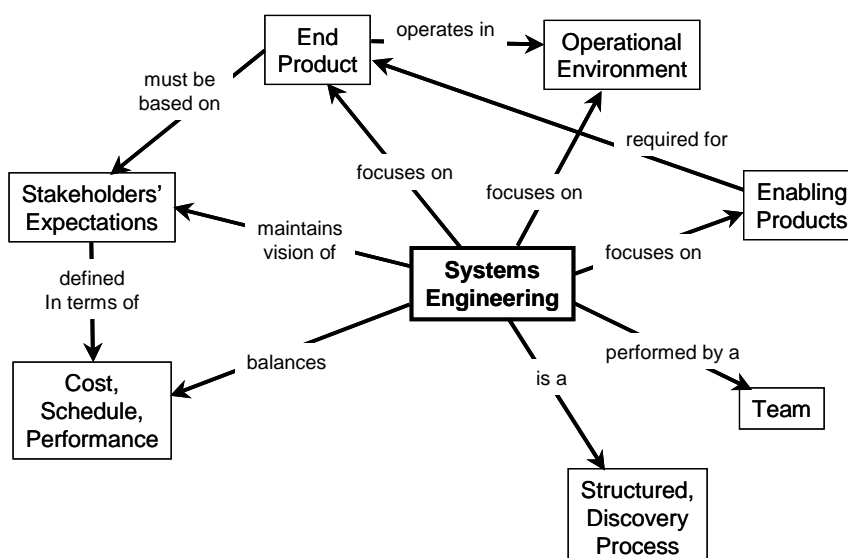 End
Product
operates in
Operational
Environment
must be
based on
required for
focuses on
focuses on
Stakeholders’
Expectations
Enabling
Products
maintains
vision of
focuses on
Systems
Engineering
defined
In terms of
performed by a
balances
is a
Cost,
Schedule,
Performance
Team
Structured,
Discovery
Process